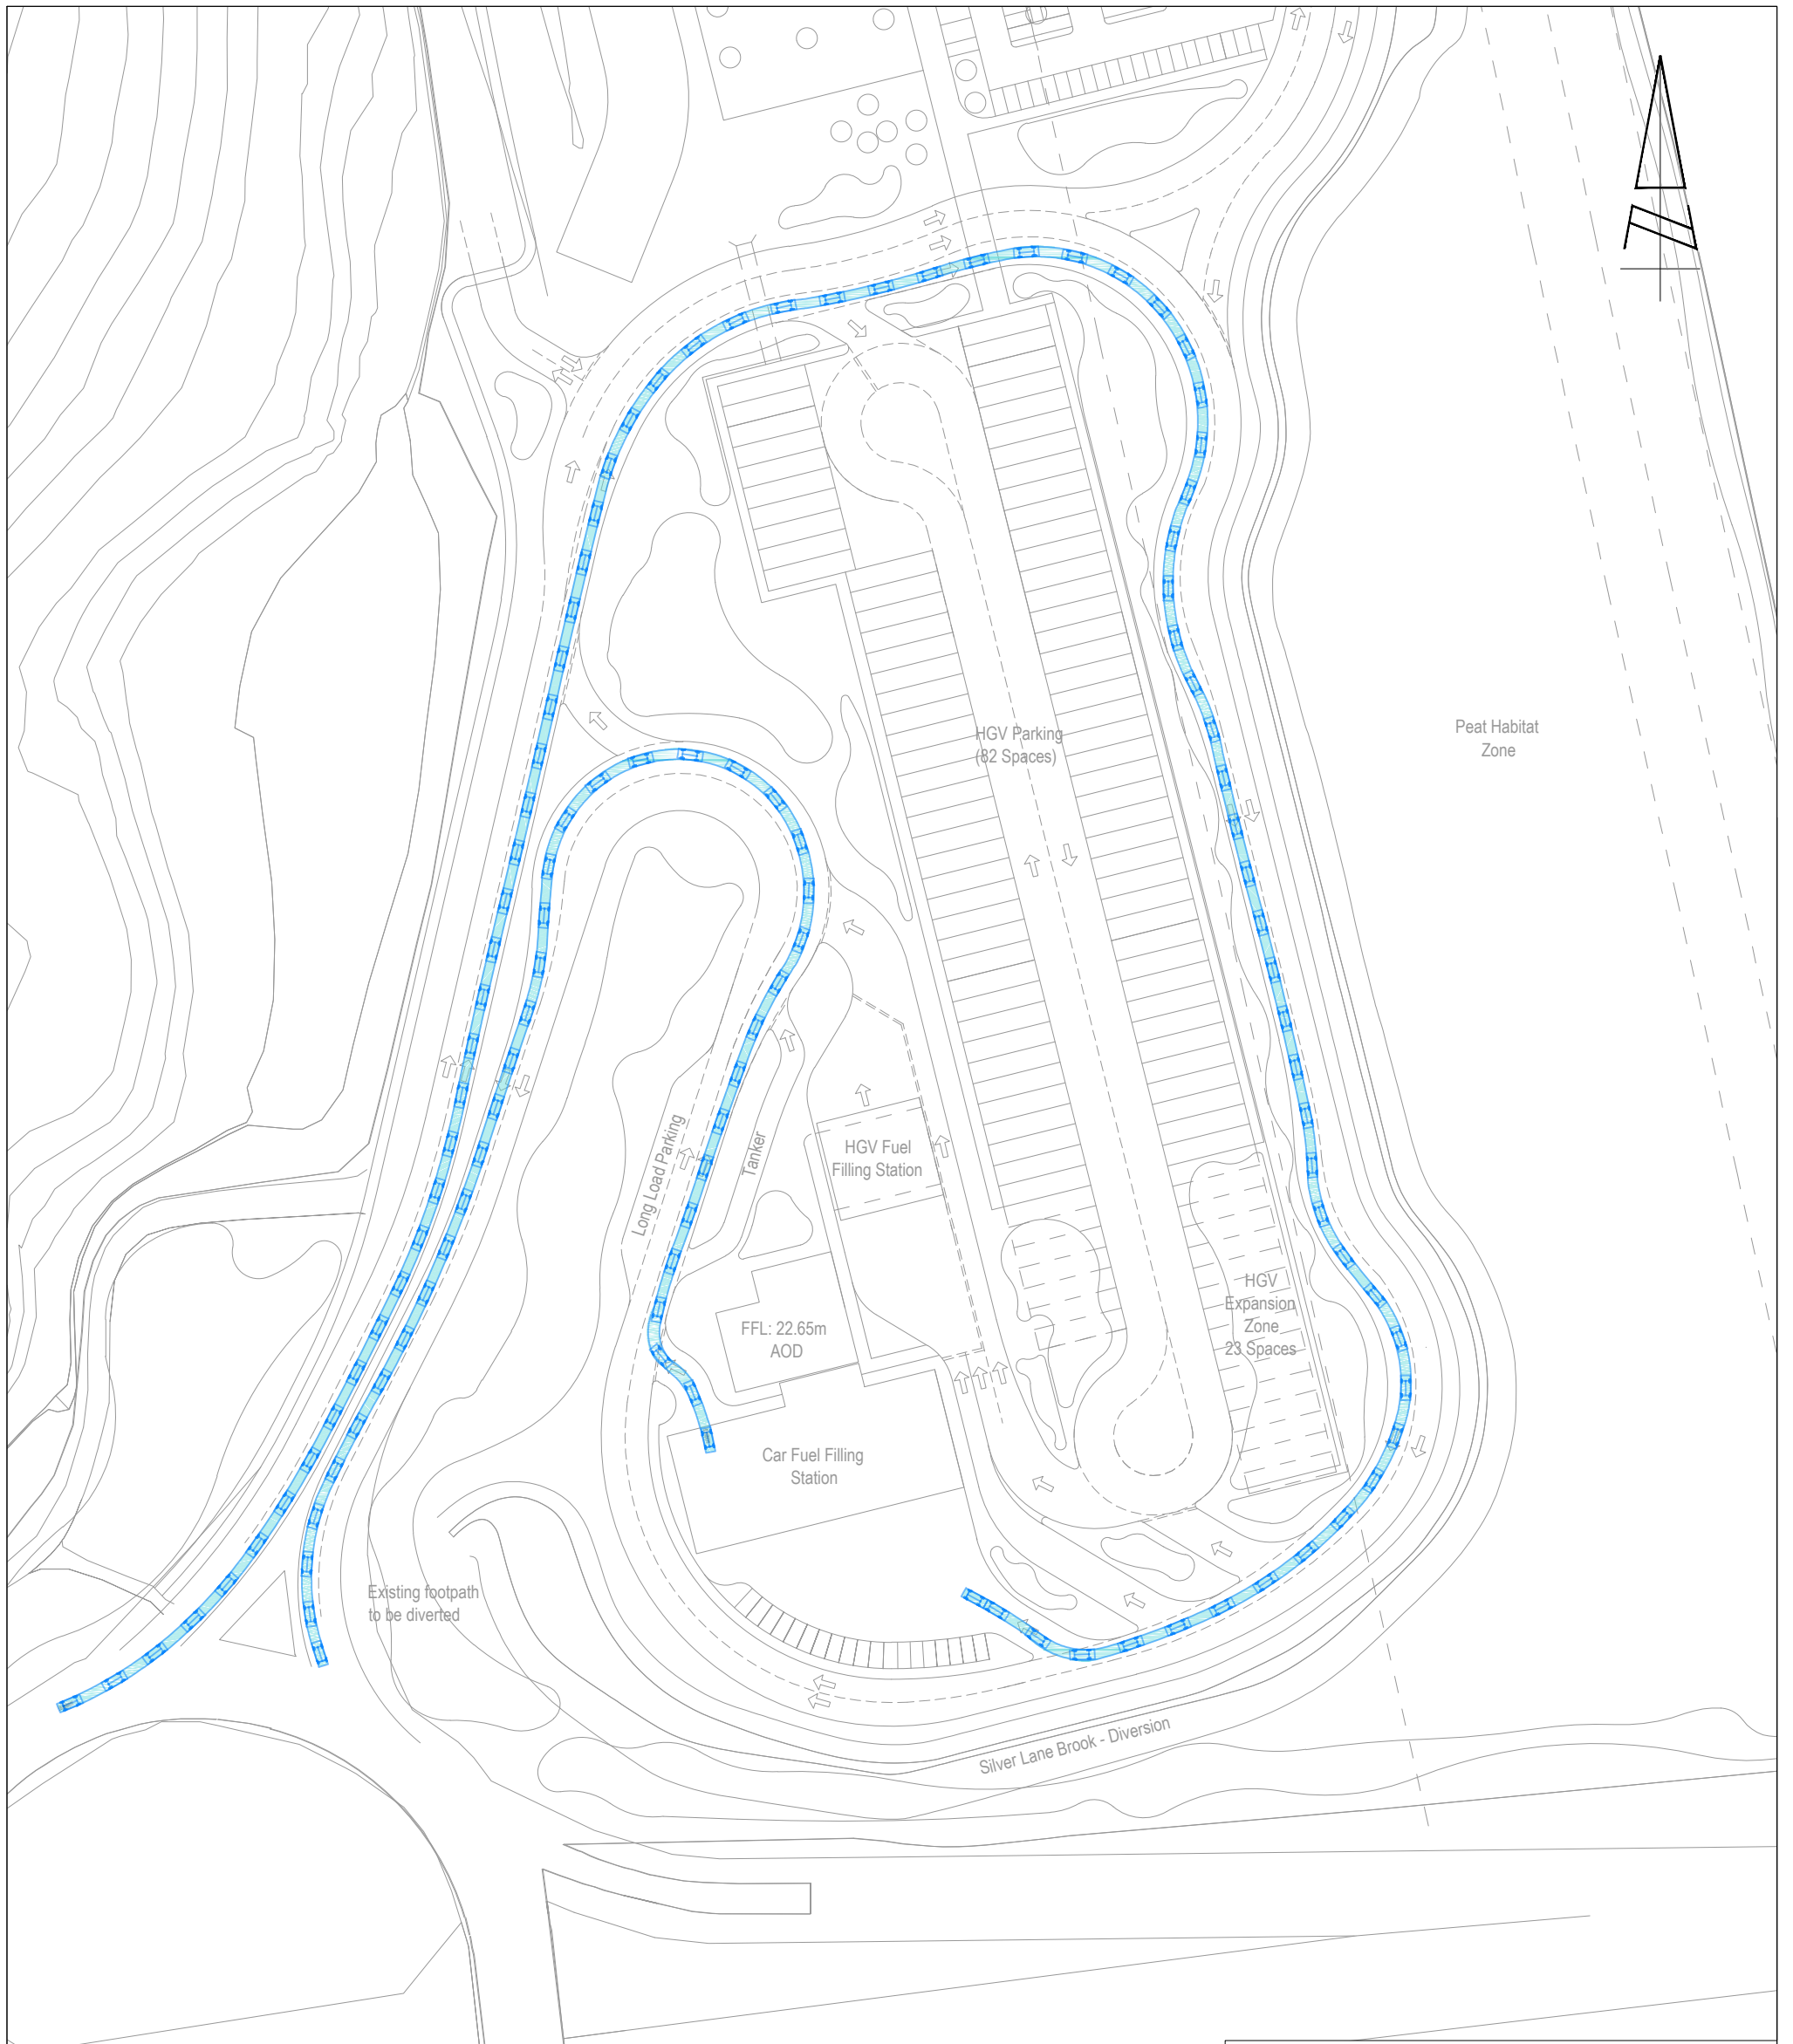 Peat Habitat
Zone
HGV Parking
(82 Spaces)
Long Load Parking
Tanker
HGV Fuel
Filling Station
HGV
Expansion
Zone
23 Spaces
FFL: 22.65m
AOD
Car Fuel Filling
Station
Existing footpath
to be diverted
Silver Lane Brook - Diversion